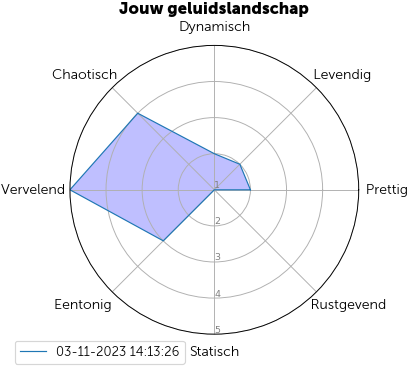 Jouw geluidslandschap
Dynamisch
Chaotisch
Levendig
Vervelend
1
Prettig
2
3
Eentonig
4
Rustgevend
5
03-11-2023 14:13:26
Statisch